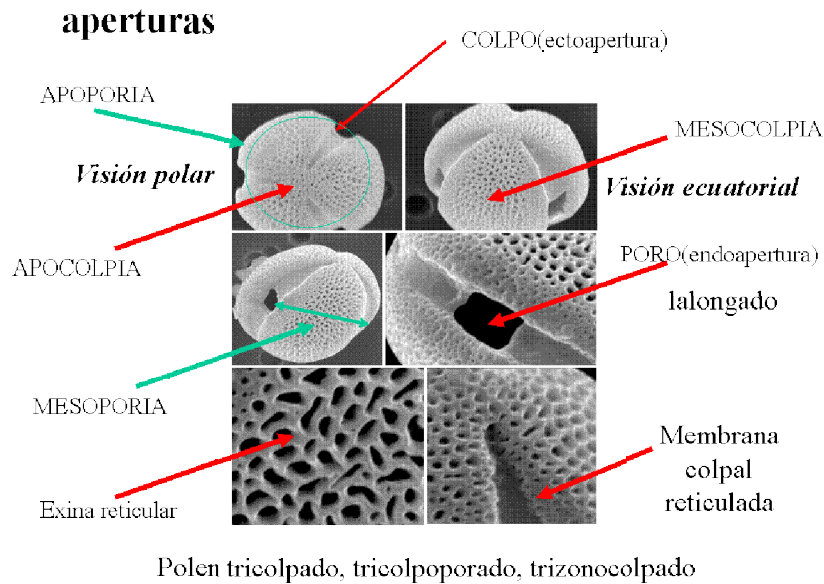 aperturas
COLPO(ectoapertura)
APOPORIA
MESOCOLPIA
Visión polar
Visión ecuatorial
APOCOLPIA
PORO(endoapertura)
lalongado
MESOPORIA
Membrana
colpal
reticulada
Exina reticular
Polen tricolpado, tricolpoporado, trizonocolpado